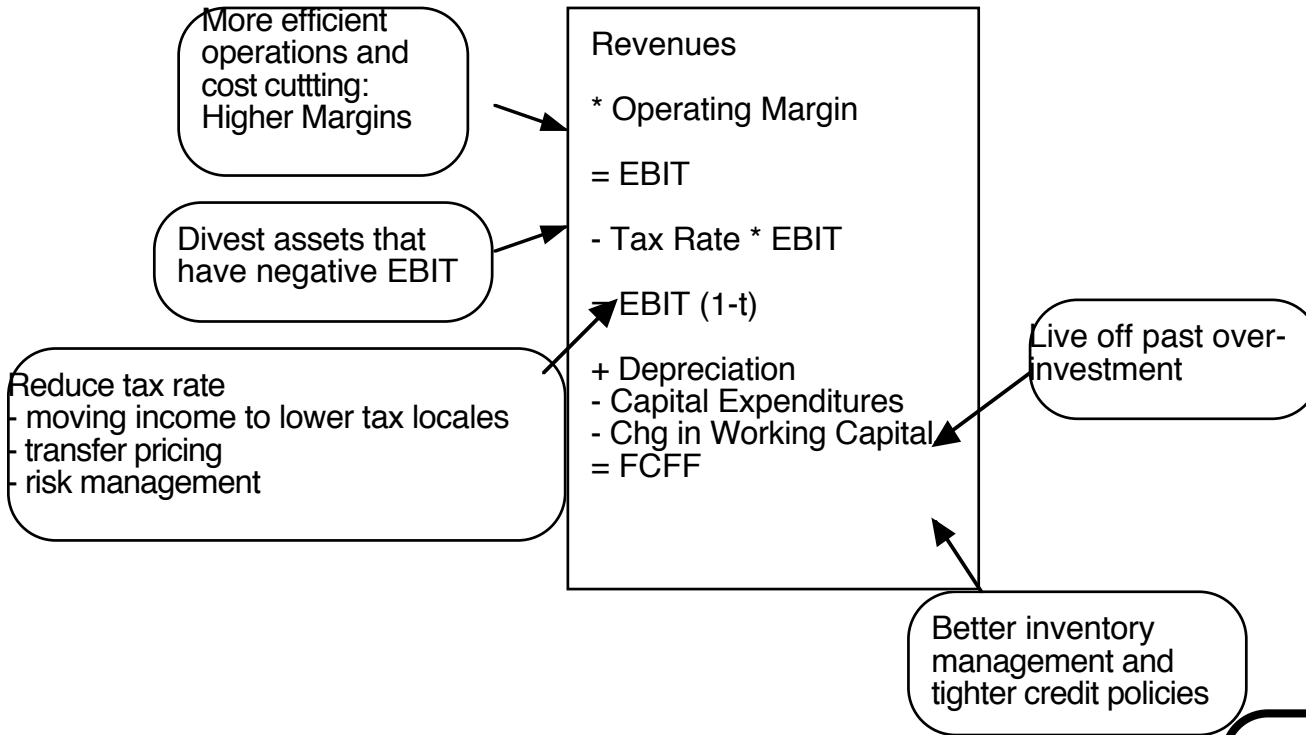 More efficient
operations and
cost cuttting:
Higher Margins
Divest assets that
have negative EBIT
Reduce tax rate
- moving income to lower tax locales
- transfer pricing
- risk management
Revenues
* Operating Margin
= EBIT
- Tax Rate * EBIT
= EBIT (1-t)
+ Depreciation
- Capital Expenditures
- Chg in Working Capital
= FCFF
Live off past over-
investment
Better inventory
management and
tighter credit policies